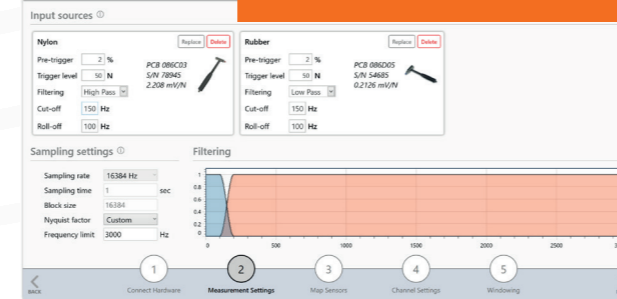 Input sources ⓘ
Nylon Replace Delete
Pre-trigger 2 %
Trigger level 50 N
Filtering High Pass
Cut-off 150 Hz
Roll-off 100 Hz
PCB 086C03
S/N 78945
2.208 mV/N
Rubber Replace Delete
Pre-trigger 2 %
Trigger level 50 N
Filtering Low Pass
Cut-off 150 Hz
Roll-off 100 Hz
PCB 086D05
S/N 54685
0.2126 mV/N
Sampling settings ⓘ
Sampling rate 16384 Hz
Sampling time 1 sec
Block size 16384
Nyquist factor Custom
Frequency limit 3000 Hz
Filtering
1
0.8
0.6
0.4
0.2
0
0 500 1000 1500 2000 2500
1 2 3 4 5
BACK Connect Hardware Measurement Settings Map Sensors Channel Settings Windowing